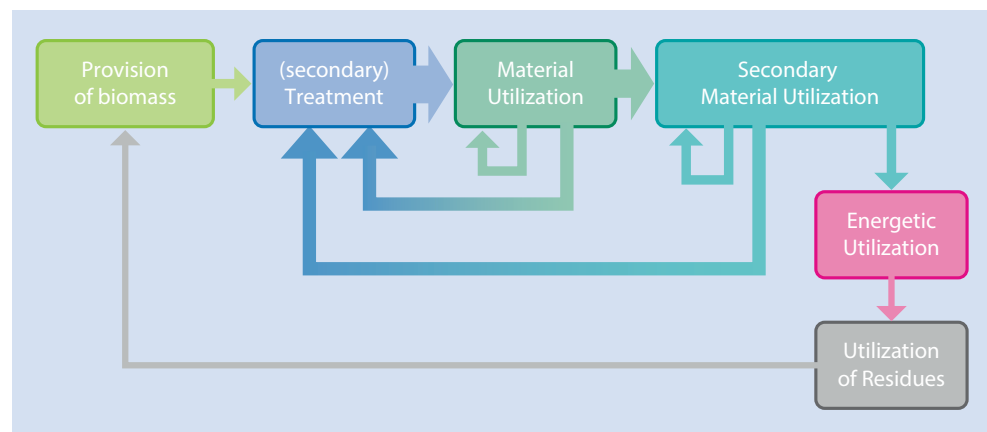 Provision
of biomass
(secondary)
Treatment
Material
Utilization
Secondary
Material Utilization
Energetic
Utilization
Utilization
of Residues